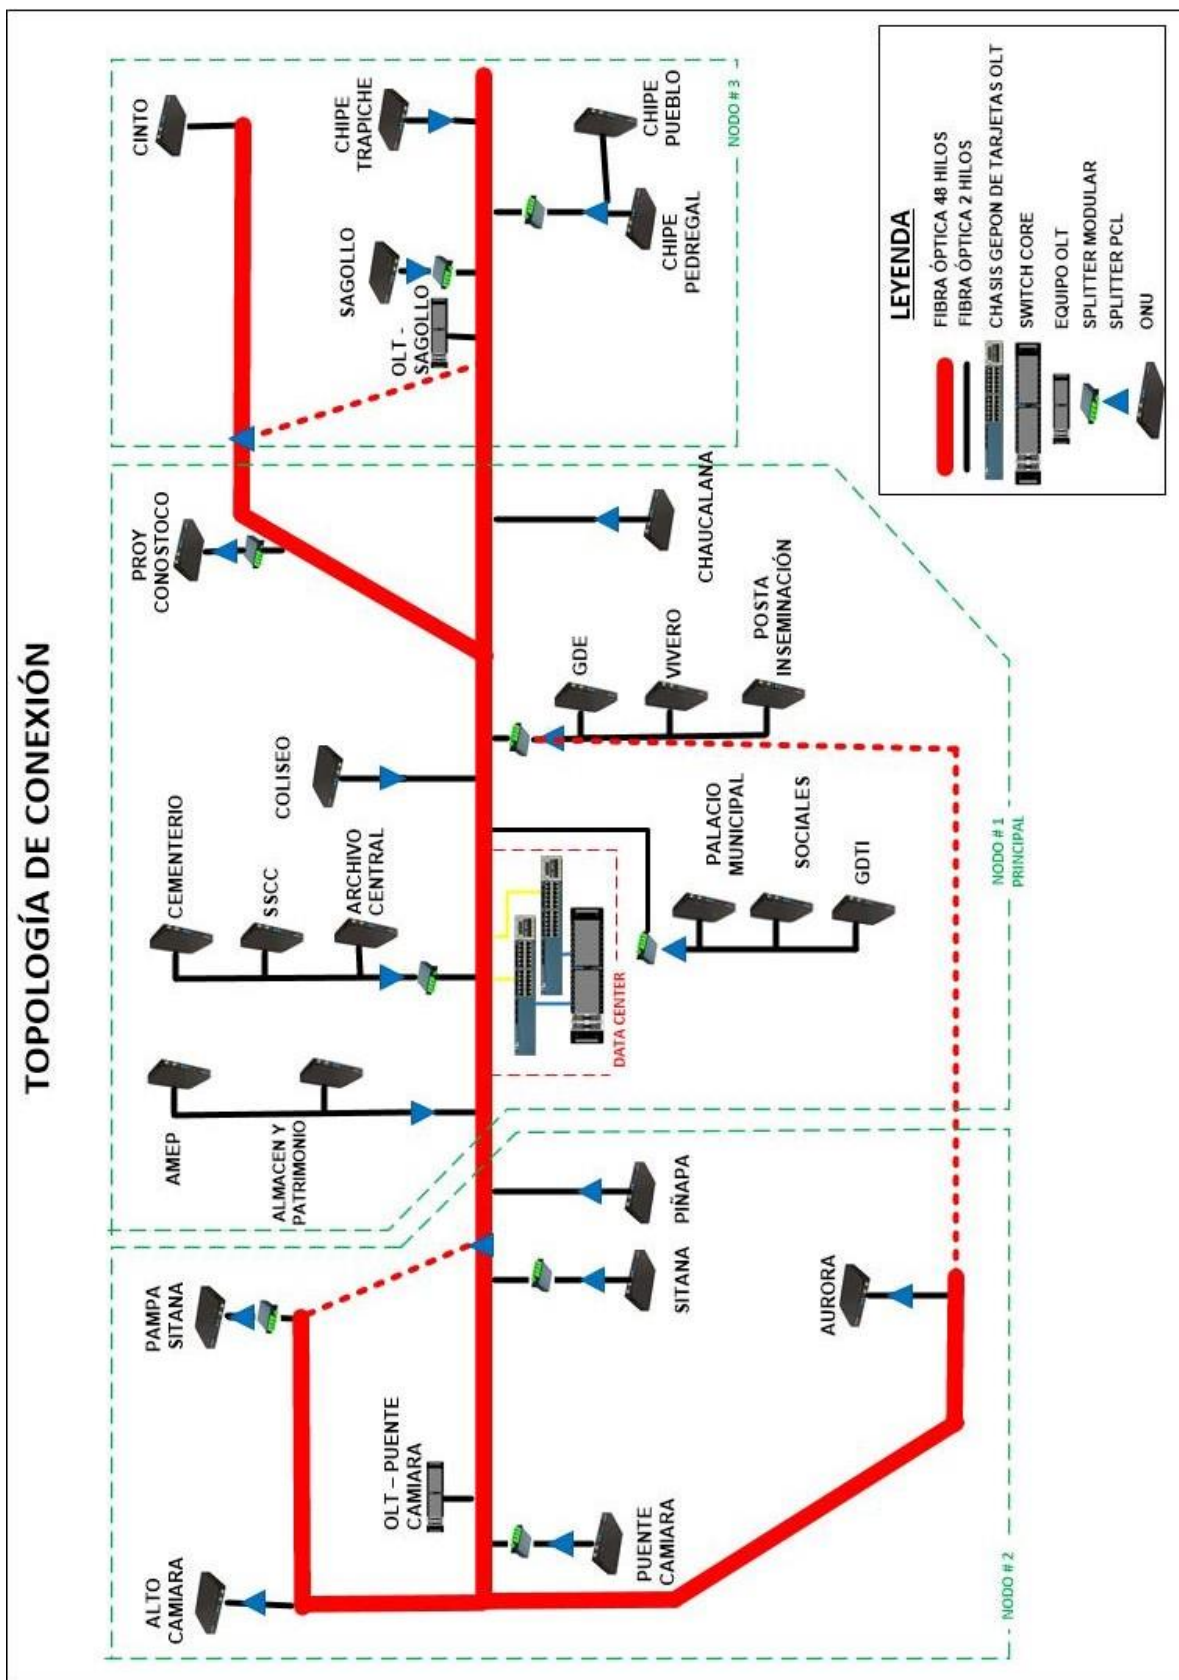 TOPOLOGÍA DE CONEXIÓN
ALTO
CAMIARA
PAMPA
SITANA
AMEP
ALMACEN Y
PATRIMONIO
CEMENTERIO
SSCC
ARCHIVO
CENTRAL
COLISEO
PROY
CONOSTOCO
CINTO
OLT – PUENTE
CAMIARA
OLT -
SAGOLLO
SAGOLLO
CHIPE
TRAPICHE
PUENTE
CAMIARA
SITANA
PIÑAPA
DATA CENTER
PALACIO
MUNICIPAL
SOCIALES
GDTI
GDE
VIVERO
POSTA
INSEMINACIÓN
CHAUCALANA
CHIPE
PEDREGAL
CHIPE
PUEBLO
NODO # 3
AURORA
NODO # 2
NODO # 1
PRINCIPAL
LEYENDA
FIBRA ÓPTICA 48 HILOS
FIBRA ÓPTICA 2 HILOS
CHASIS GEPON DE TARJETAS OLT
SWITCH CORE
EQUIPO OLT
SPLITTER MODULAR
SPLITTER PCL
ONU